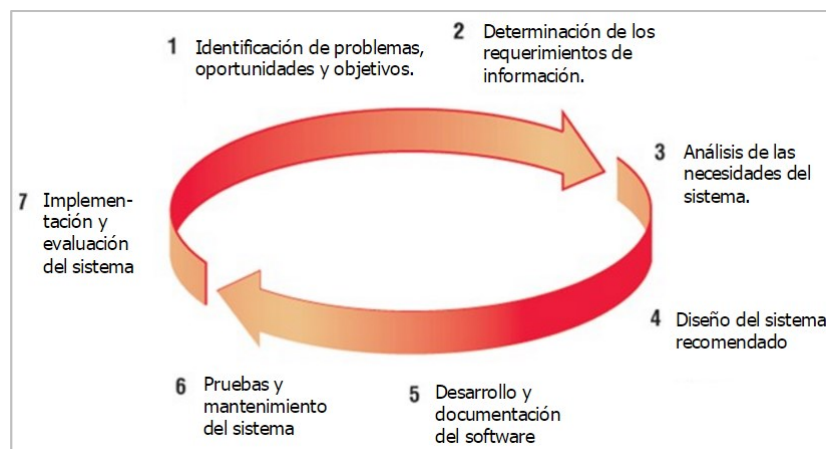 1 Identificación de problemas,
oportunidades y objetivos.
2 Determinación de los
requerimientos de
información.
3 Análisis de las
necesidades del
sistema.
4 Diseño del sistema
recomendado
5 Desarrollo y
documentación
del software
6 Pruebas y
mantenimiento
del sistema
7 Implemen-
tación y
evaluación
del sistema